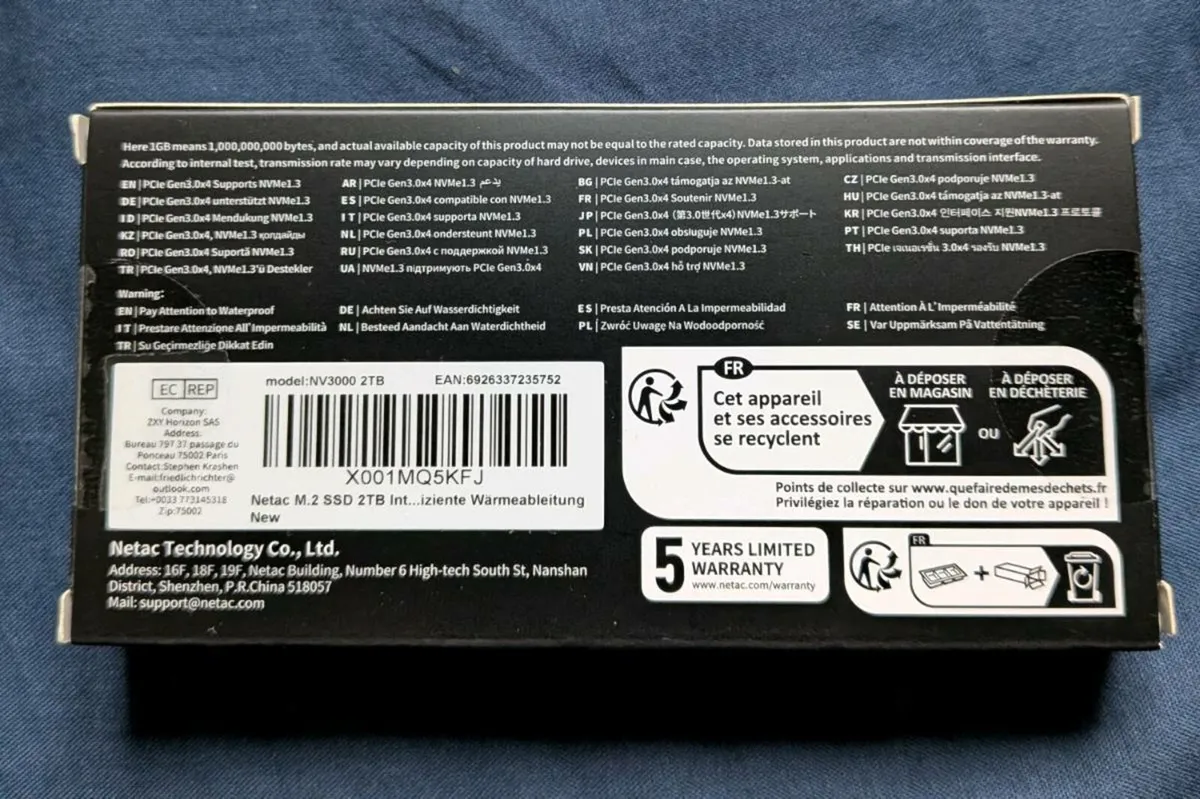 Here 1GB means 1,000,000,000 bytes, and actual available capacity of this product may not be equal to the rated capacity. Data stored in this product are not within coverage of the warranty.
According to internal test, transmission rate may vary depending on capacity of hard drive, devices in main case, the operating system, applications and transmission interface.
EN | PCIe Gen3.0x4 Supports NVMe1.3
DE | PCIe Gen3.0x4 unterstützt NVMe1.3
ID | PCIe Gen3.0x4 Mendukung NVMe1.3
KZ | PCIe Gen3.0x4, NVMe1.3 қолдайды
RO | PCIe Gen3.0x4 Suportă NVMe1.3
TR | PCIe Gen3.0x4, NVMe1.3'ü Destekler
AR | PCIe Gen3.0x4 NVMe1.3 يدعم
ES | PCIe Gen3.0x4 compatible con NVMe1.3
IT | PCIe Gen3.0x4 supporta NVMe1.3
NL | PCIe Gen3.0x4 ondersteunt NVMe1.3
RU | PCIe Gen3.0x4 с поддержкой NVMe1.3
UA | NVMe1.3 підтримують PCIe Gen3.0x4
BG | PCIe Gen3.0x4 támogatja az NVMe1.3-at
FR | PCIe Gen3.0x4 Soutenir NVMe1.3
JP | PCIe Gen3.0x4 (第3.0世代x4) NVMe1.3サポート
PL | PCIe Gen3.0x4 obsługuje NVMe1.3
SK | PCIe Gen3.0x4 podporuje NVMe1.3
VN | PCIe Gen3.0x4 hỗ trợ NVMe1.3
CZ | PCIe Gen3.0x4 podporuje NVMe1.3
HU | PCIe Gen3.0x4 támogatja az NVMe1.3-at
KR | PCIe Gen3.0x4 인터페이스 지원NVMe1.3 프로토콜
PT | PCIe Gen3.0x4 suporta NVMe1.3
TH | PCIe เจเนอเรชั่น 3.0x4 รองรับ NVMe1.3
Warning:
EN | Pay Attention to Waterproof
IT | Prestare Attenzione All'Impermeabilità
TR | Su Geçirmezliğe Dikkat Edin
DE | Achten Sie Auf Wasserdichtigkeit
NL | Besteed Aandacht Aan Waterdichtheid
ES | Presta Atención A La Impermeabilidad
PL | Zwróć Uwagę Na Wodoodporność
FR | Attention À L'Imperméabilité
SE | Var Uppmärksam På Vattentätning
EC REP
Company:
ZXY Horizon SAS
Address:
Bureau 797 37 passage du
Ponceau 75002 Paris
Contact:Stephen Krashen
E-mail:friedlichrichter@
outlook.com
Tel:+0033 773145318
Zip:75002
model:NV3000 2TB EAN:6926337235752
X001MQ5KFJ
Netac M.2 SSD 2TB Int...iziente Wärmeableitung
New
FR
Cet appareil
et ses accessoires
se recyclent
À DÉPOSER
EN MAGASIN
OU
À DÉPOSER
EN DÉCHÈTERIE
Points de collecte sur www.quefairedemesdechets.fr
Privilégiez la réparation ou le don de votre appareil !
Netac Technology Co., Ltd.
Address: 16F, 18F, 19F, Netac Building, Number 6 High-tech South St, Nanshan
District, Shenzhen, P.R.China 518057
Mail: support@netac.com
5 YEARS LIMITED
WARRANTY
www.netac.com/warranty
FR
+